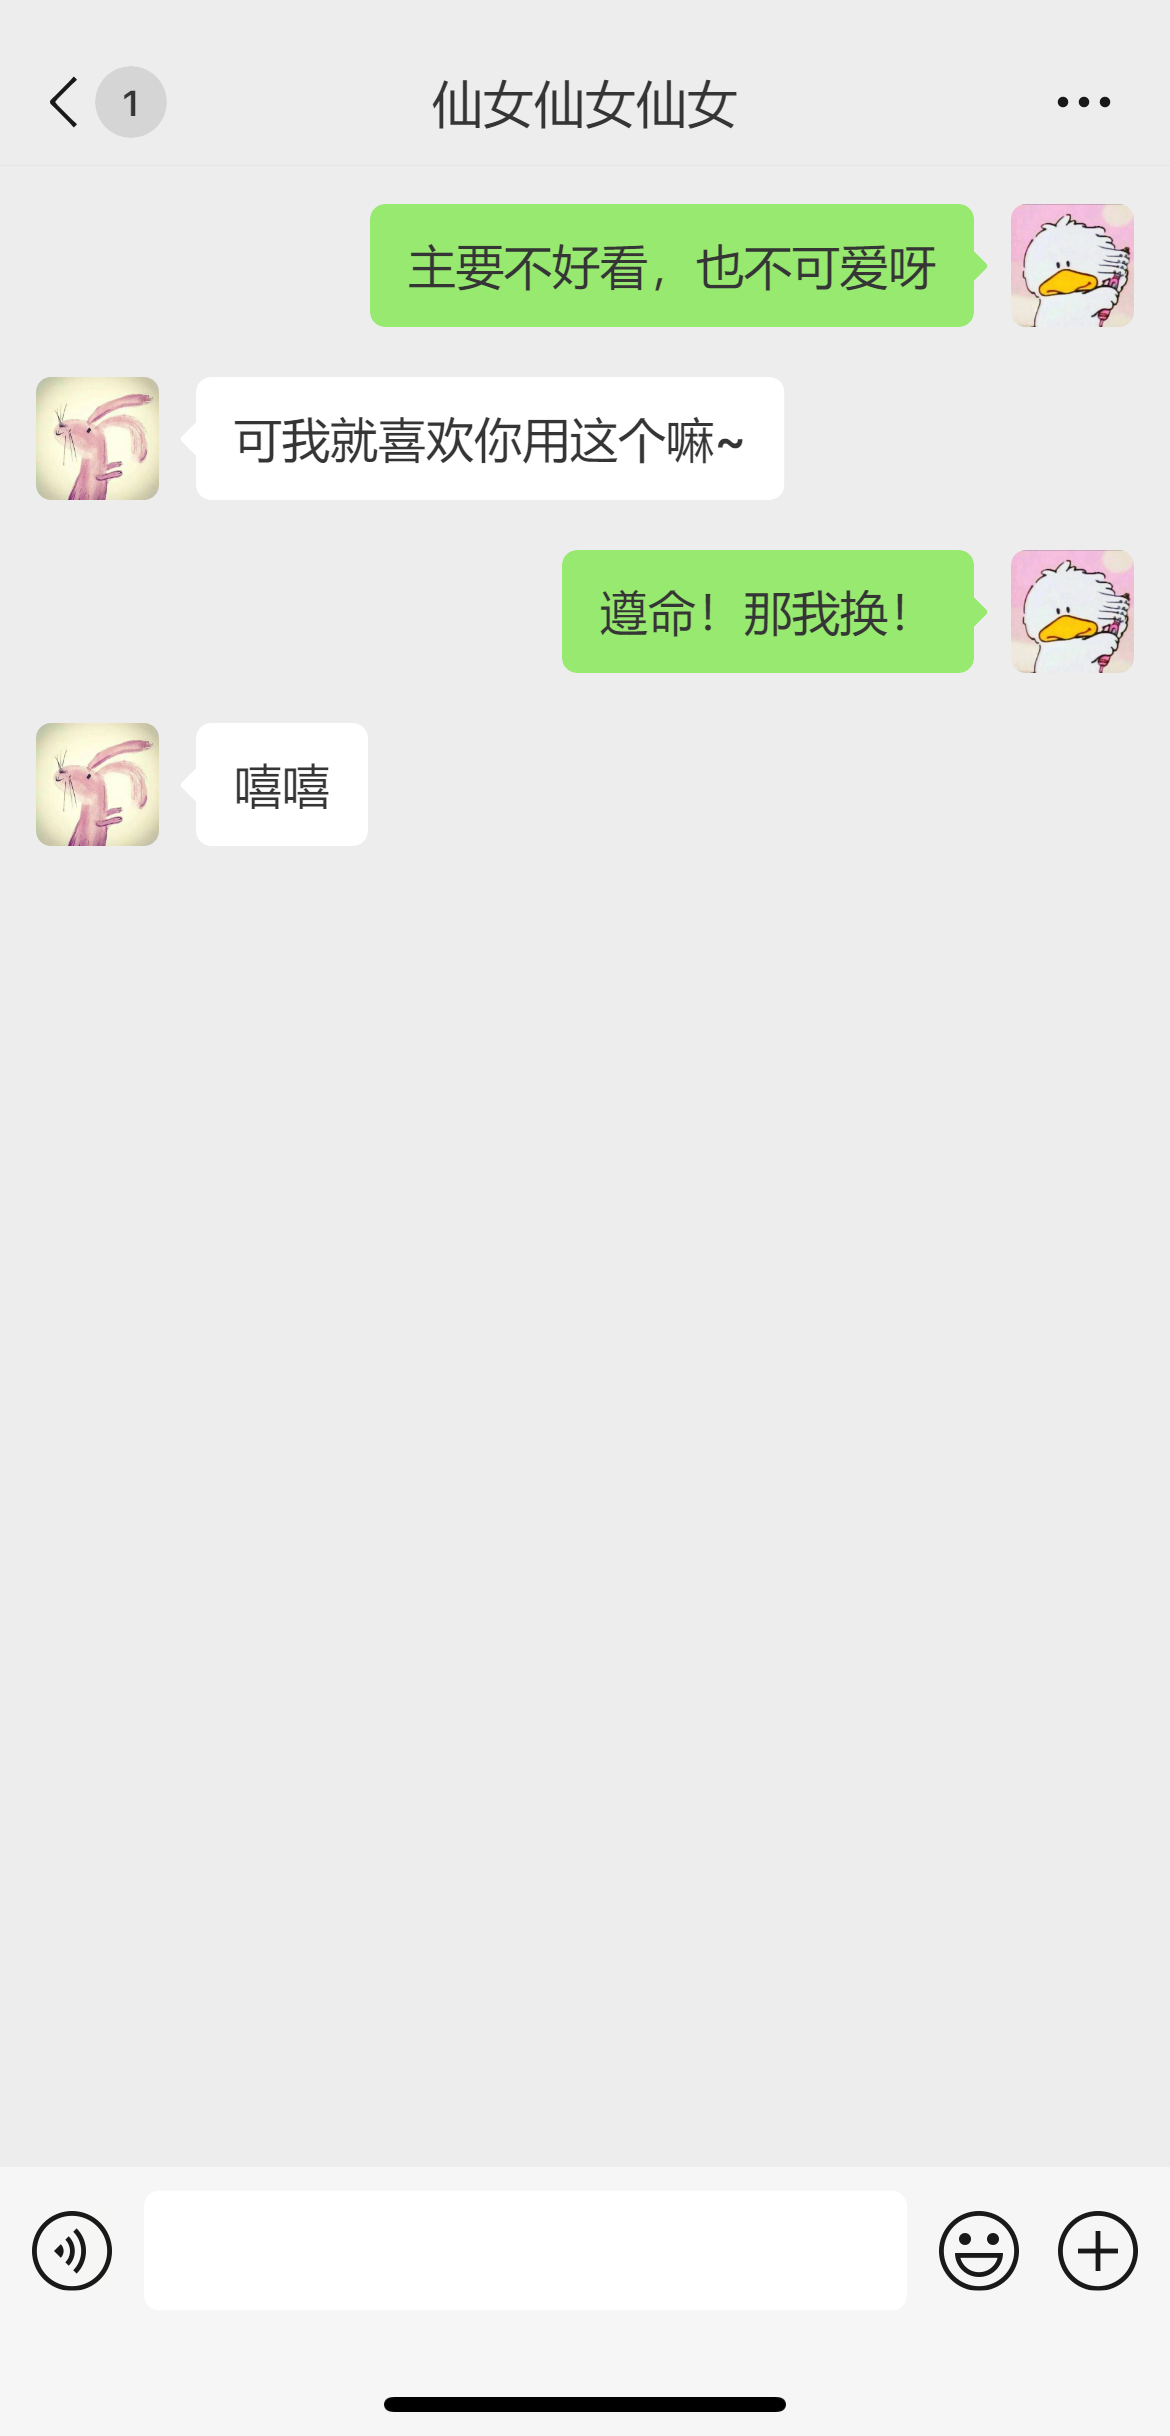 1
仙女仙女仙女
主要不好看，也不可爱呀
可我就喜欢你用这个嘛~
遵命！那我换！
嘻嘻